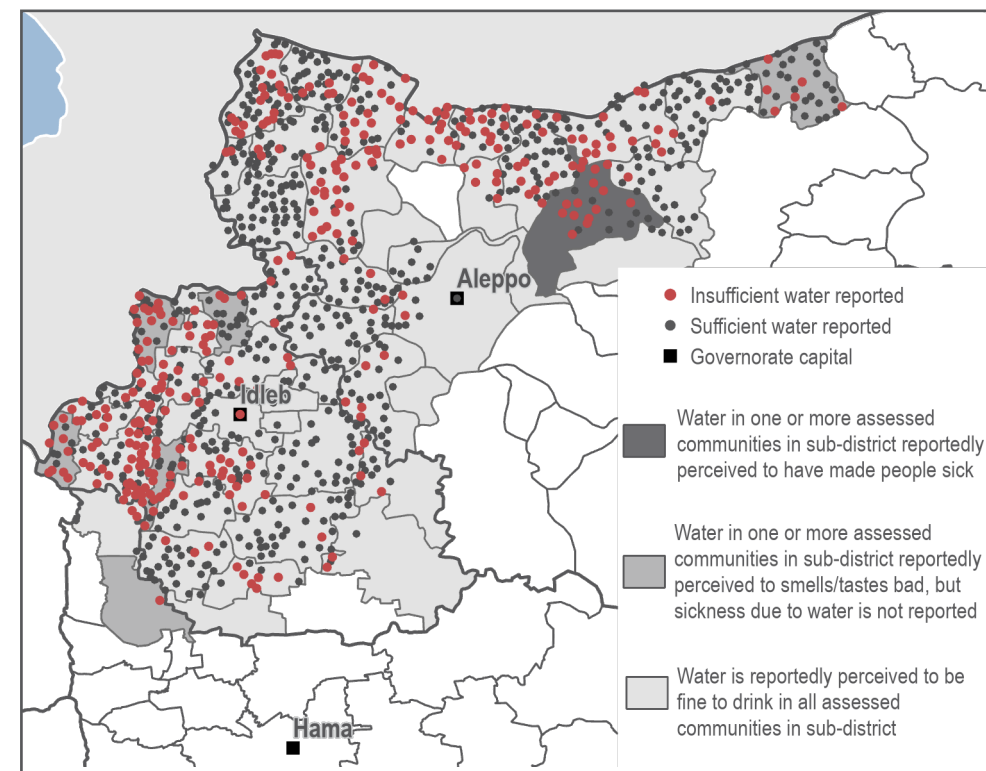 Aleppo
Insufficient water reported
Sufficient water reported
Governorate capital
Idleb
Water in one or more assessed
communities in sub-district reportedly
perceived to have made people sick
Water in one or more assessed
communities in sub-district reportedly
perceived to smells/tastes bad, but
sickness due to water is not reported
Water is reportedly perceived to be
fine to drink in all assessed
communities in sub-district
Hama